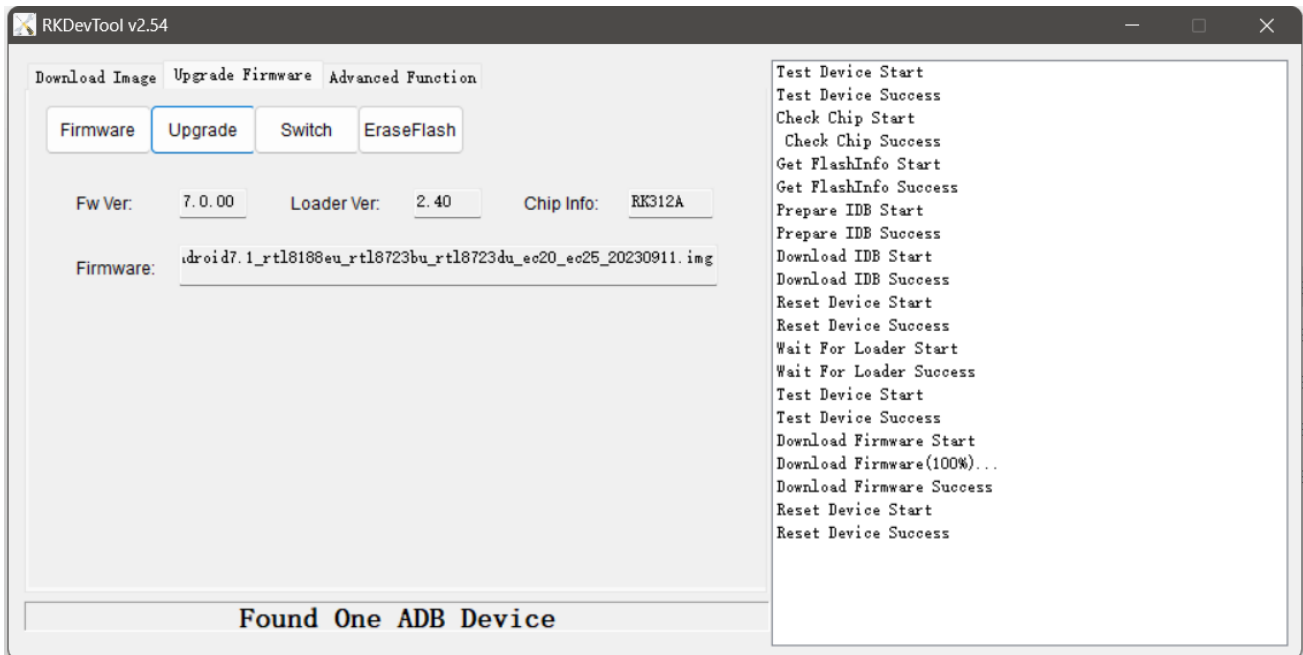 RKDevTool v2.54
Download Image Upgrade Firmware Advanced Function
Firmware Upgrade Switch EraseFlash
Fw Ver: 7.0.00 Loader Ver: 2.40 Chip Info: RK312A
Firmware: droid7.1_rtl8188eu_rtl8723bu_rtl8723du_ec20_ec25_20230911.img
Found One ADB Device
Test Device Start
Test Device Success
Check Chip Start
Check Chip Success
Get FlashInfo Start
Get FlashInfo Success
Prepare IDB Start
Prepare IDB Success
Download IDB Start
Download IDB Success
Reset Device Start
Reset Device Success
Wait For Loader Start
Wait For Loader Success
Test Device Start
Test Device Success
Download Firmware Start
Download Firmware(100%)...
Download Firmware Success
Reset Device Start
Reset Device Success